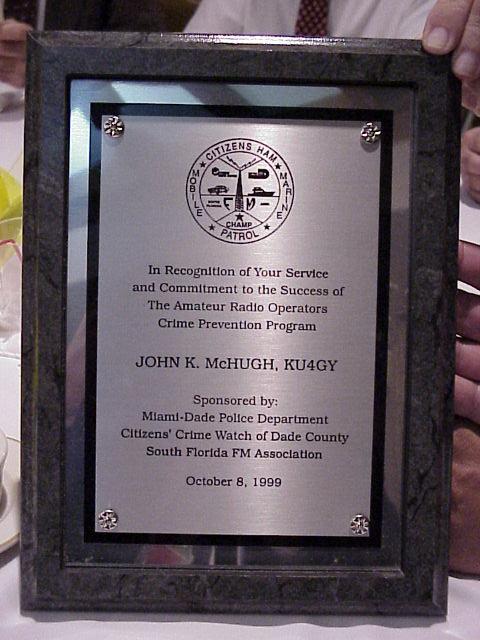 CITIZENS HAM
MOBILE
MARINE
CHAMP
PATROL
In Recognition of Your Service
and Commitment to the Success of
The Amateur Radio Operators
Crime Prevention Program
JOHN K. McHUGH, KU4GY
Sponsored by:
Miami-Dade Police Department
Citizens' Crime Watch of Dade County
South Florida FM Association
October 8, 1999